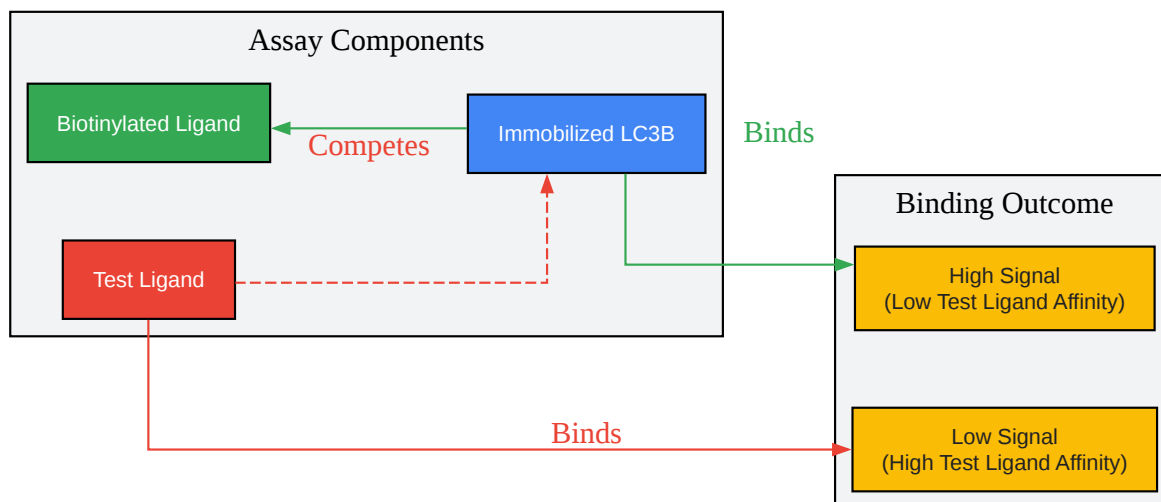 Assay Components
Biotinylated Ligand
Immobilized LC3B
Competes
Binds
Test Ligand
Binding Outcome
High Signal
(Low Test Ligand Affinity)
Binds
Low Signal
(High Test Ligand Affinity)